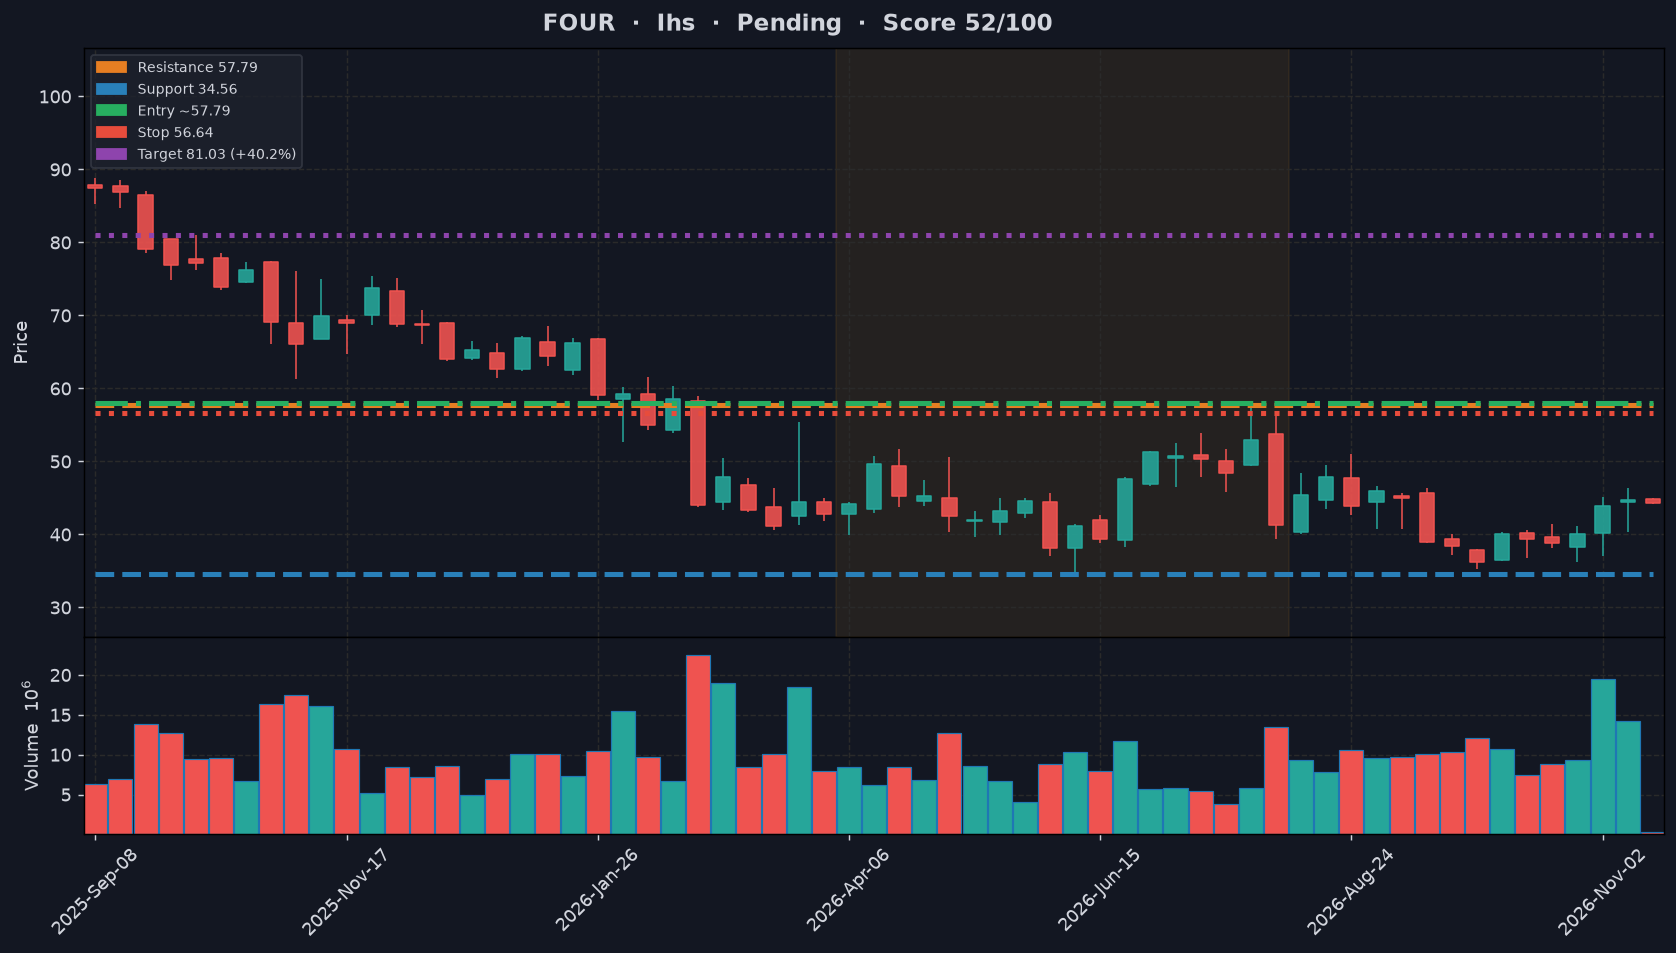 FOUR · Ihs · Pending · Score 52/100
Resistance 57.79
Support 34.56
Entry ~57.79
Stop 56.64
Target 81.03 (+40.2%)
Price
100
90
80
70
60
50
40
30
Volume 10⁶
20
15
10
5
2025-Sep-08
2025-Nov-17
2026-Jan-26
2026-Apr-06
2026-Jun-15
2026-Aug-24
2026-Nov-02